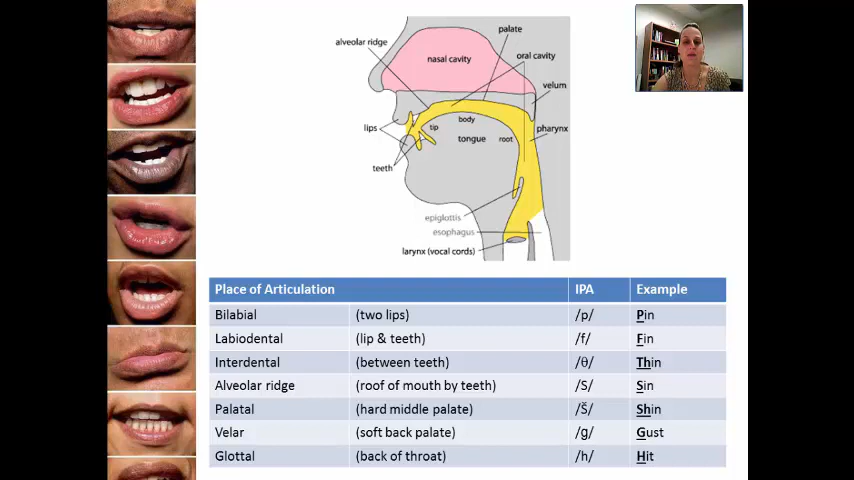 palate
alveolar ridge
oral cavity
nasal cavity
velum
body
lips
tip
pharynx
tongue
root
teeth
epiglottis
esophagus
larynx (vocal cords)
Place of Articulation IPA Example
Bilabial (two lips) /p/ Pin
Labiodental (lip & teeth) /f/ Fin
Interdental (between teeth) /θ/ Thin
Alveolar ridge (roof of mouth by teeth) /S/ Sin
Palatal (hard middle palate) /Š/ Shin
Velar (soft back palate) /g/ Gust
Glottal (back of throat) /h/ Hit